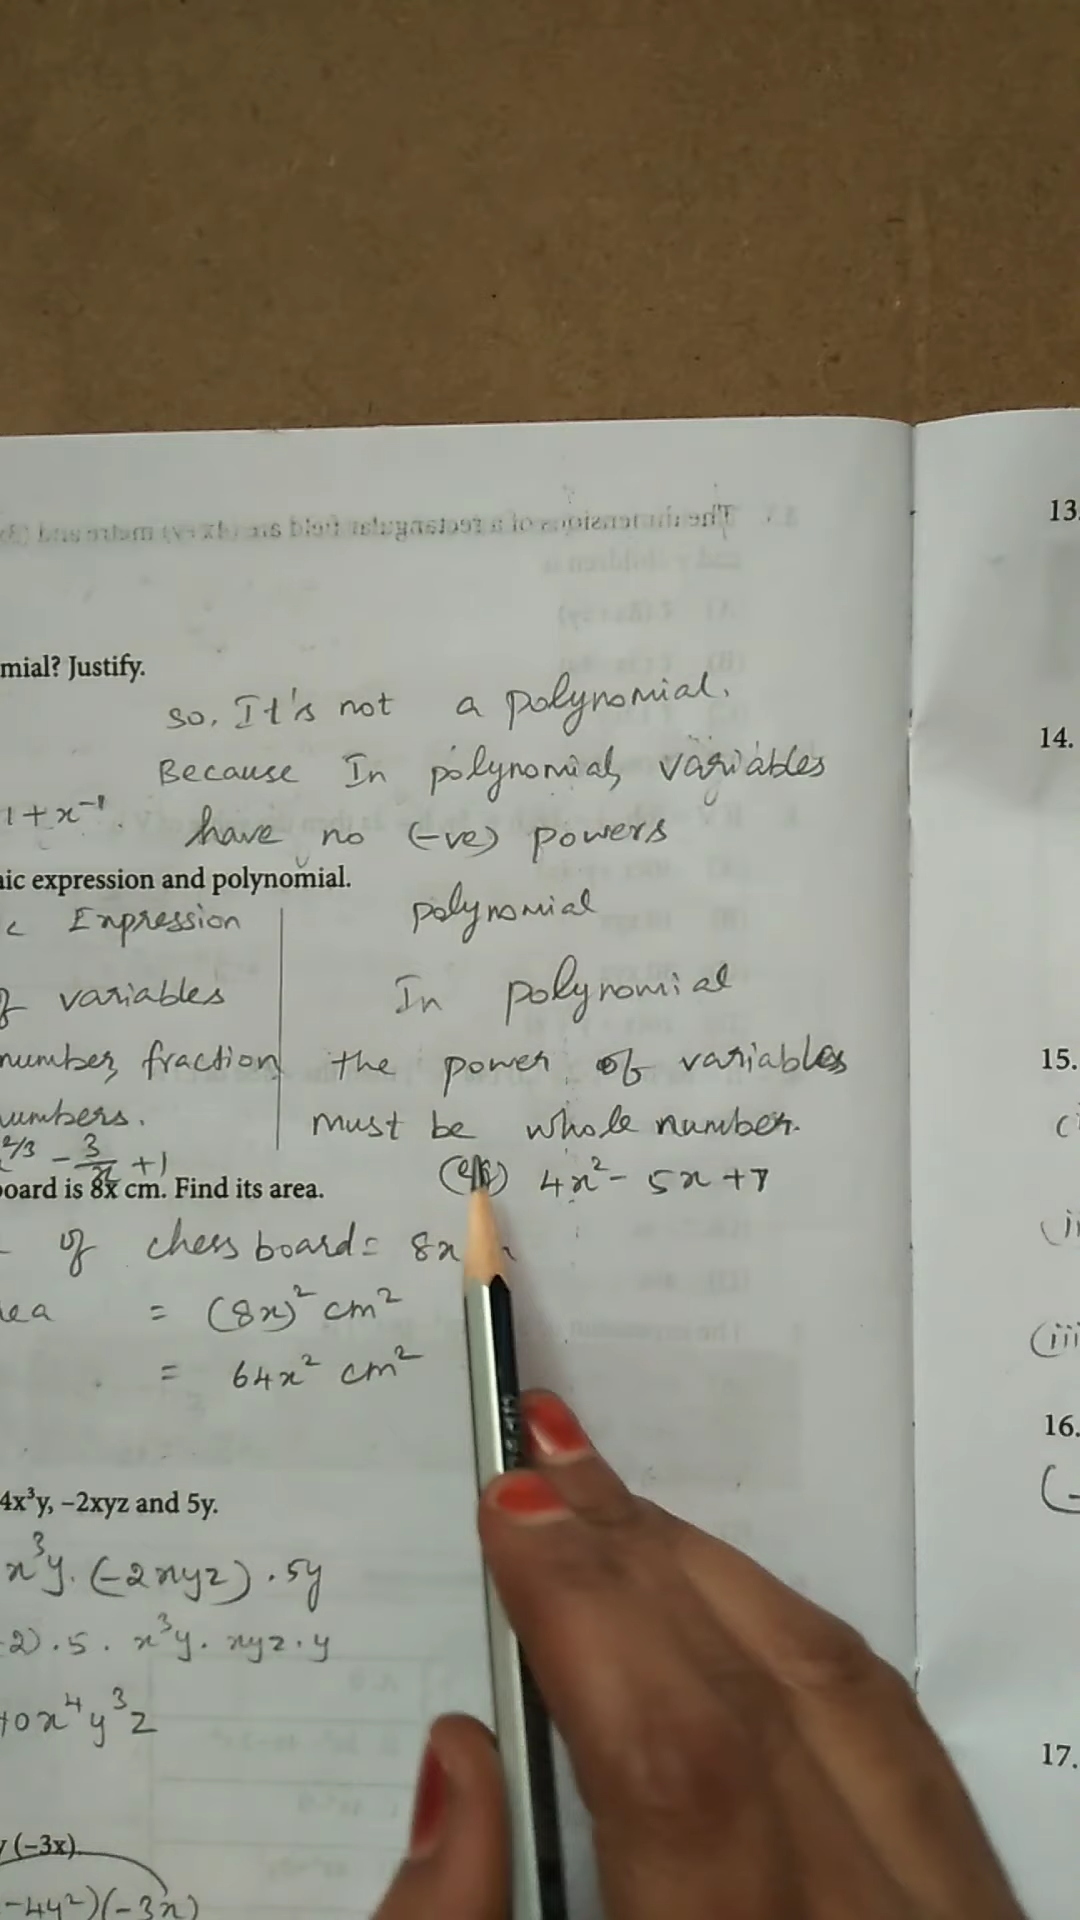 13.
mial? Justify.
so, It's not a polynomial.
14.
Because In polynomial, variables
1+x⁻¹. have no (-ve) powers
ic expression and polynomial.
c Expression polynomial
of variables In polynomial
number, fraction the power of variables
15.
umbers. must be whole number.
x^2/3 - 3/x + 1
4x² - 5x + 7
oard is 8x cm. Find its area.
of chess board = 8x
ea = (8x)² cm²
(iii
= 64x² cm²
16.
4x³y, −2xyz and 5y.
x³y. (-2xyz) . 5y
2) . 5 . x³y . xyz . y
0x⁴y³z
17.
(−3x)
-4y²)(-3x)